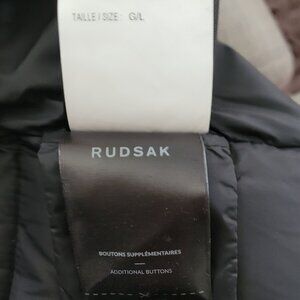 TAILLE / SIZE : G/L
RUDSAK
BOUTONS SUPPLÉMENTAIRES
ADDITIONAL BUTTONS